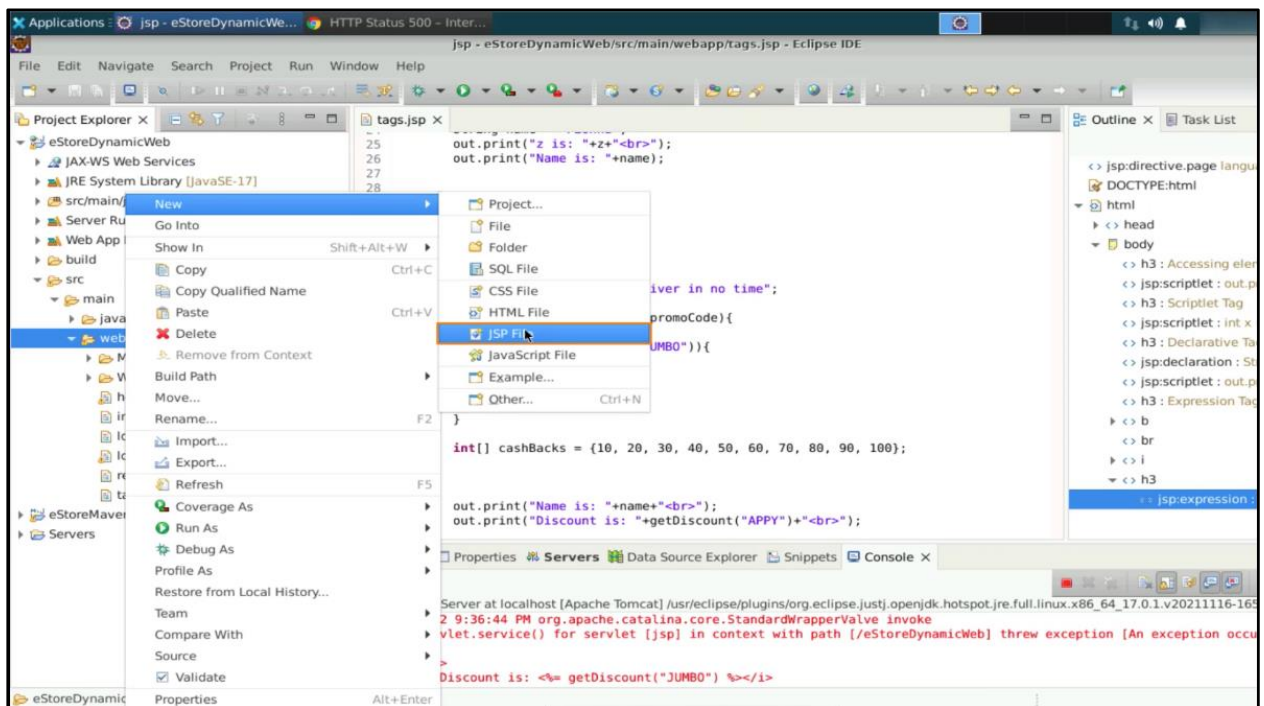 Applications : jsp - eStoreDynamicWe... HTTP Status 500 – Inter...
jsp - eStoreDynamicWeb/src/main/webapp/tags.jsp - Eclipse IDE
File Edit Navigate Search Project Run Window Help
Project Explorer
eStoreDynamicWeb
JAX-WS Web Services
JRE System Library [JavaSE-17]
src/main/j
Server Ru
Web App
build
src
main
java
web
M
W
h
in
lo
lo
re
ta
eStoreMaven
Servers
New
Go Into
Show In Shift+Alt+W
Copy Ctrl+C
Copy Qualified Name
Paste Ctrl+V
Delete
Remove from Context
Build Path
Move...
Rename... F2
Import...
Export...
Refresh F5
Coverage As
Run As
Debug As
Profile As
Restore from Local History...
Team
Compare With
Source
Validate
Properties Alt+Enter
Project...
File
Folder
SQL File
CSS File
HTML File
JSP File
JavaScript File
Example...
Other... Ctrl+N
tags.jsp
25 out.print("z is: "+z+"<br>");
26 out.print("Name is: "+name);
27
28
iver in no time";
promoCode){
UMBO")){
}
int[] cashBacks = {10, 20, 30, 40, 50, 60, 70, 80, 90, 100};
out.print("Name is: "+name+"<br>");
out.print("Discount is: "+getDiscount("APPY")+"<br>");
Outline Task List
jsp:directive.page langua
DOCTYPE:html
html
head
body
h3 : Accessing eler
jsp:scriptlet : out.p
h3 : Scriptlet Tag
jsp:scriptlet : int x
h3 : Declarative Ta
jsp:declaration : St
jsp:scriptlet : out.p
h3 : Expression Tag
b
br
i
h3
jsp:expression :
Properties Servers Data Source Explorer Snippets Console
Server at localhost [Apache Tomcat] /usr/eclipse/plugins/org.eclipse.justj.openjdk.hotspot.jre.full.linux.x86_64_17.0.1.v20211116-165
2 9:36:44 PM org.apache.catalina.core.StandardWrapperValve invoke
vlet.service() for servlet [jsp] in context with path [/eStoreDynamicWeb] threw exception [An exception occu
>
Discount is: <%= getDiscount("JUMBO") %></i>
eStoreDynamic